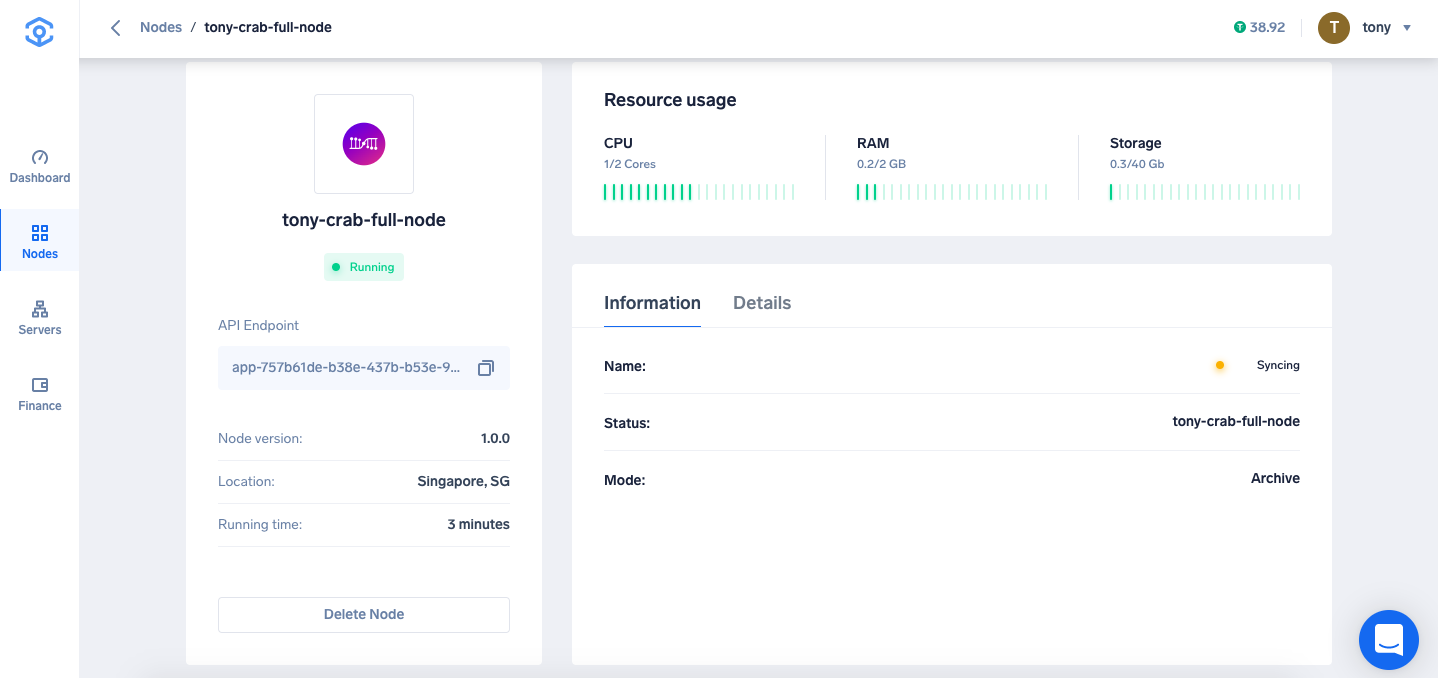 Nodes / tony-crab-full-node
38.92
T tony
Dashboard
Nodes
Servers
Finance
tony-crab-full-node
Running
API Endpoint
app-757b61de-b38e-437b-b53e-9...
Node version: 1.0.0
Location: Singapore, SG
Running time: 3 minutes
Delete Node
Resource usage
CPU
1/2 Cores
RAM
0.2/2 GB
Storage
0.3/40 Gb
Information Details
Name: Syncing
Status: tony-crab-full-node
Mode: Archive